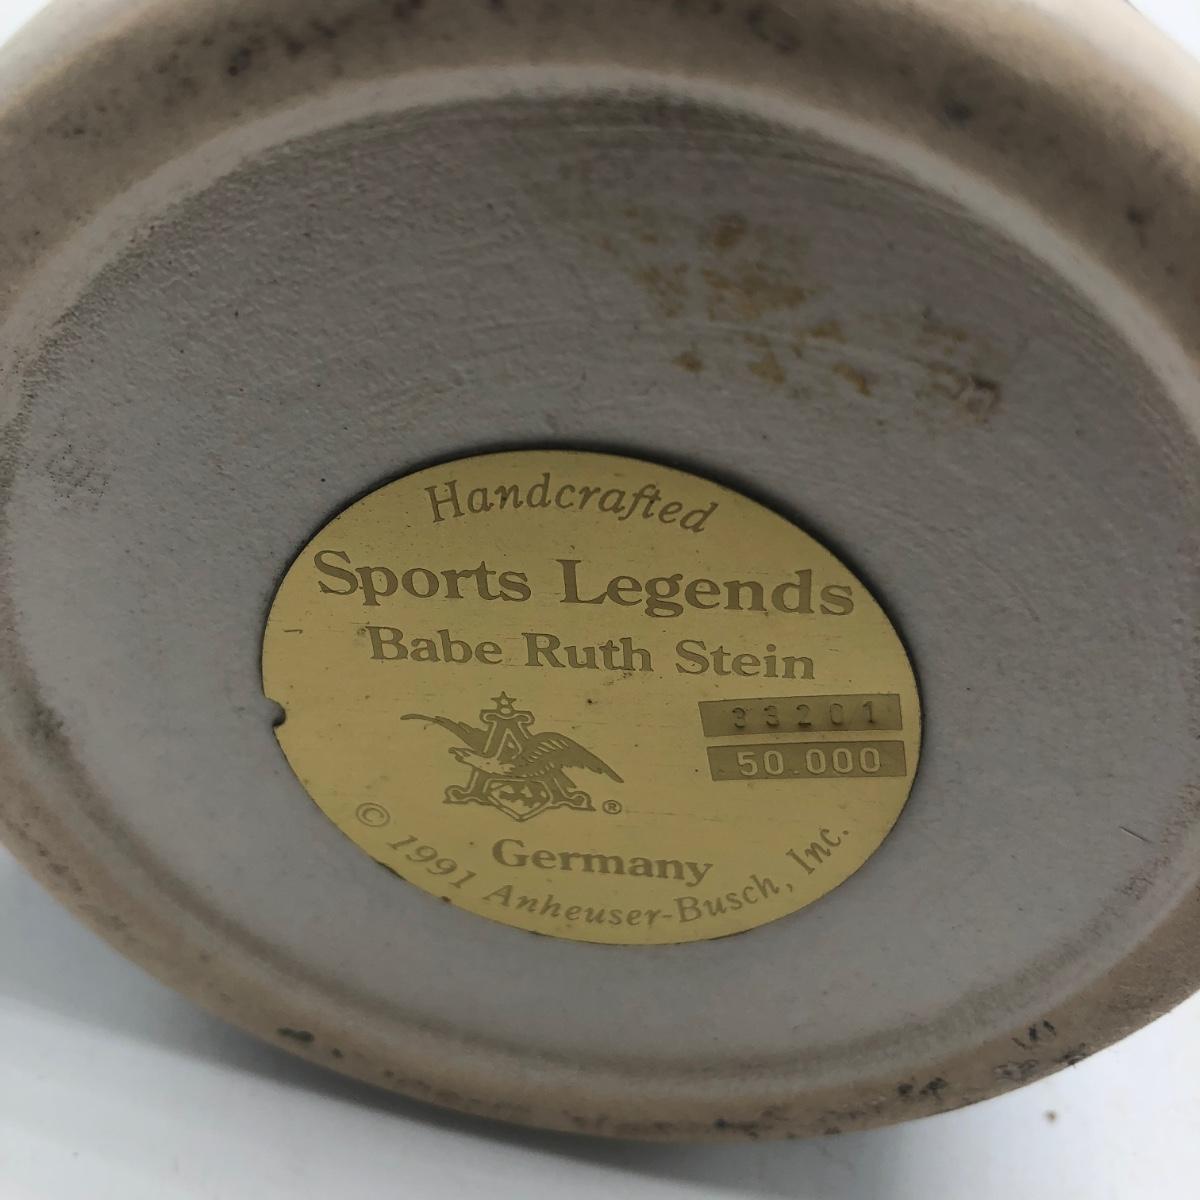 Handcrafted
Sports Legends
Babe Ruth Stein
33201
50.000
A
®
Germany
© 1991 Anheuser-Busch, Inc.